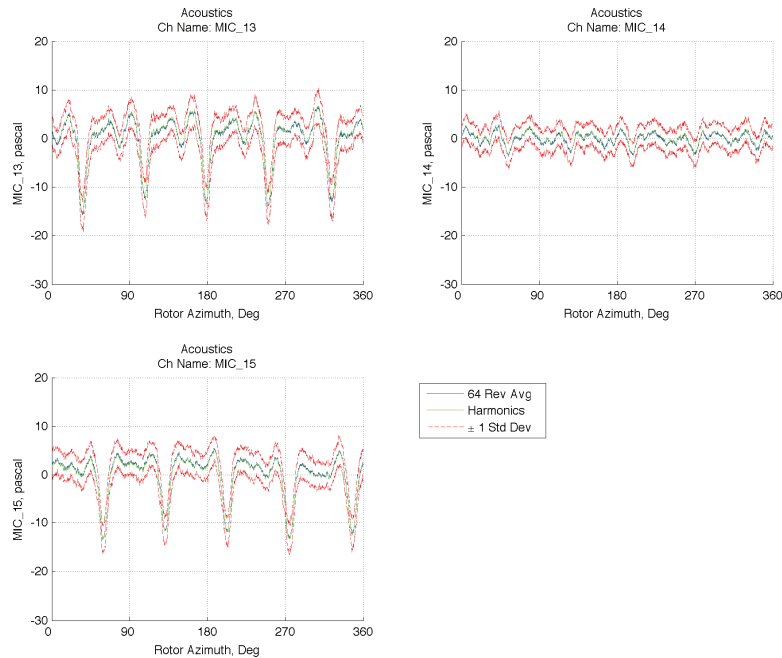 Acoustics
Ch Name: MIC_13
20
10
0
-10
-20
-30
MIC_13, pascal
0 90 180 270 360
Rotor Azimuth, Deg
Acoustics
Ch Name: MIC_14
20
10
0
-10
-20
-30
MIC_14, pascal
0 90 180 270 360
Rotor Azimuth, Deg
Acoustics
Ch Name: MIC_15
20
10
0
-10
-20
-30
MIC_15, pascal
0 90 180 270 360
Rotor Azimuth, Deg
64 Rev Avg
Harmonics
± 1 Std Dev